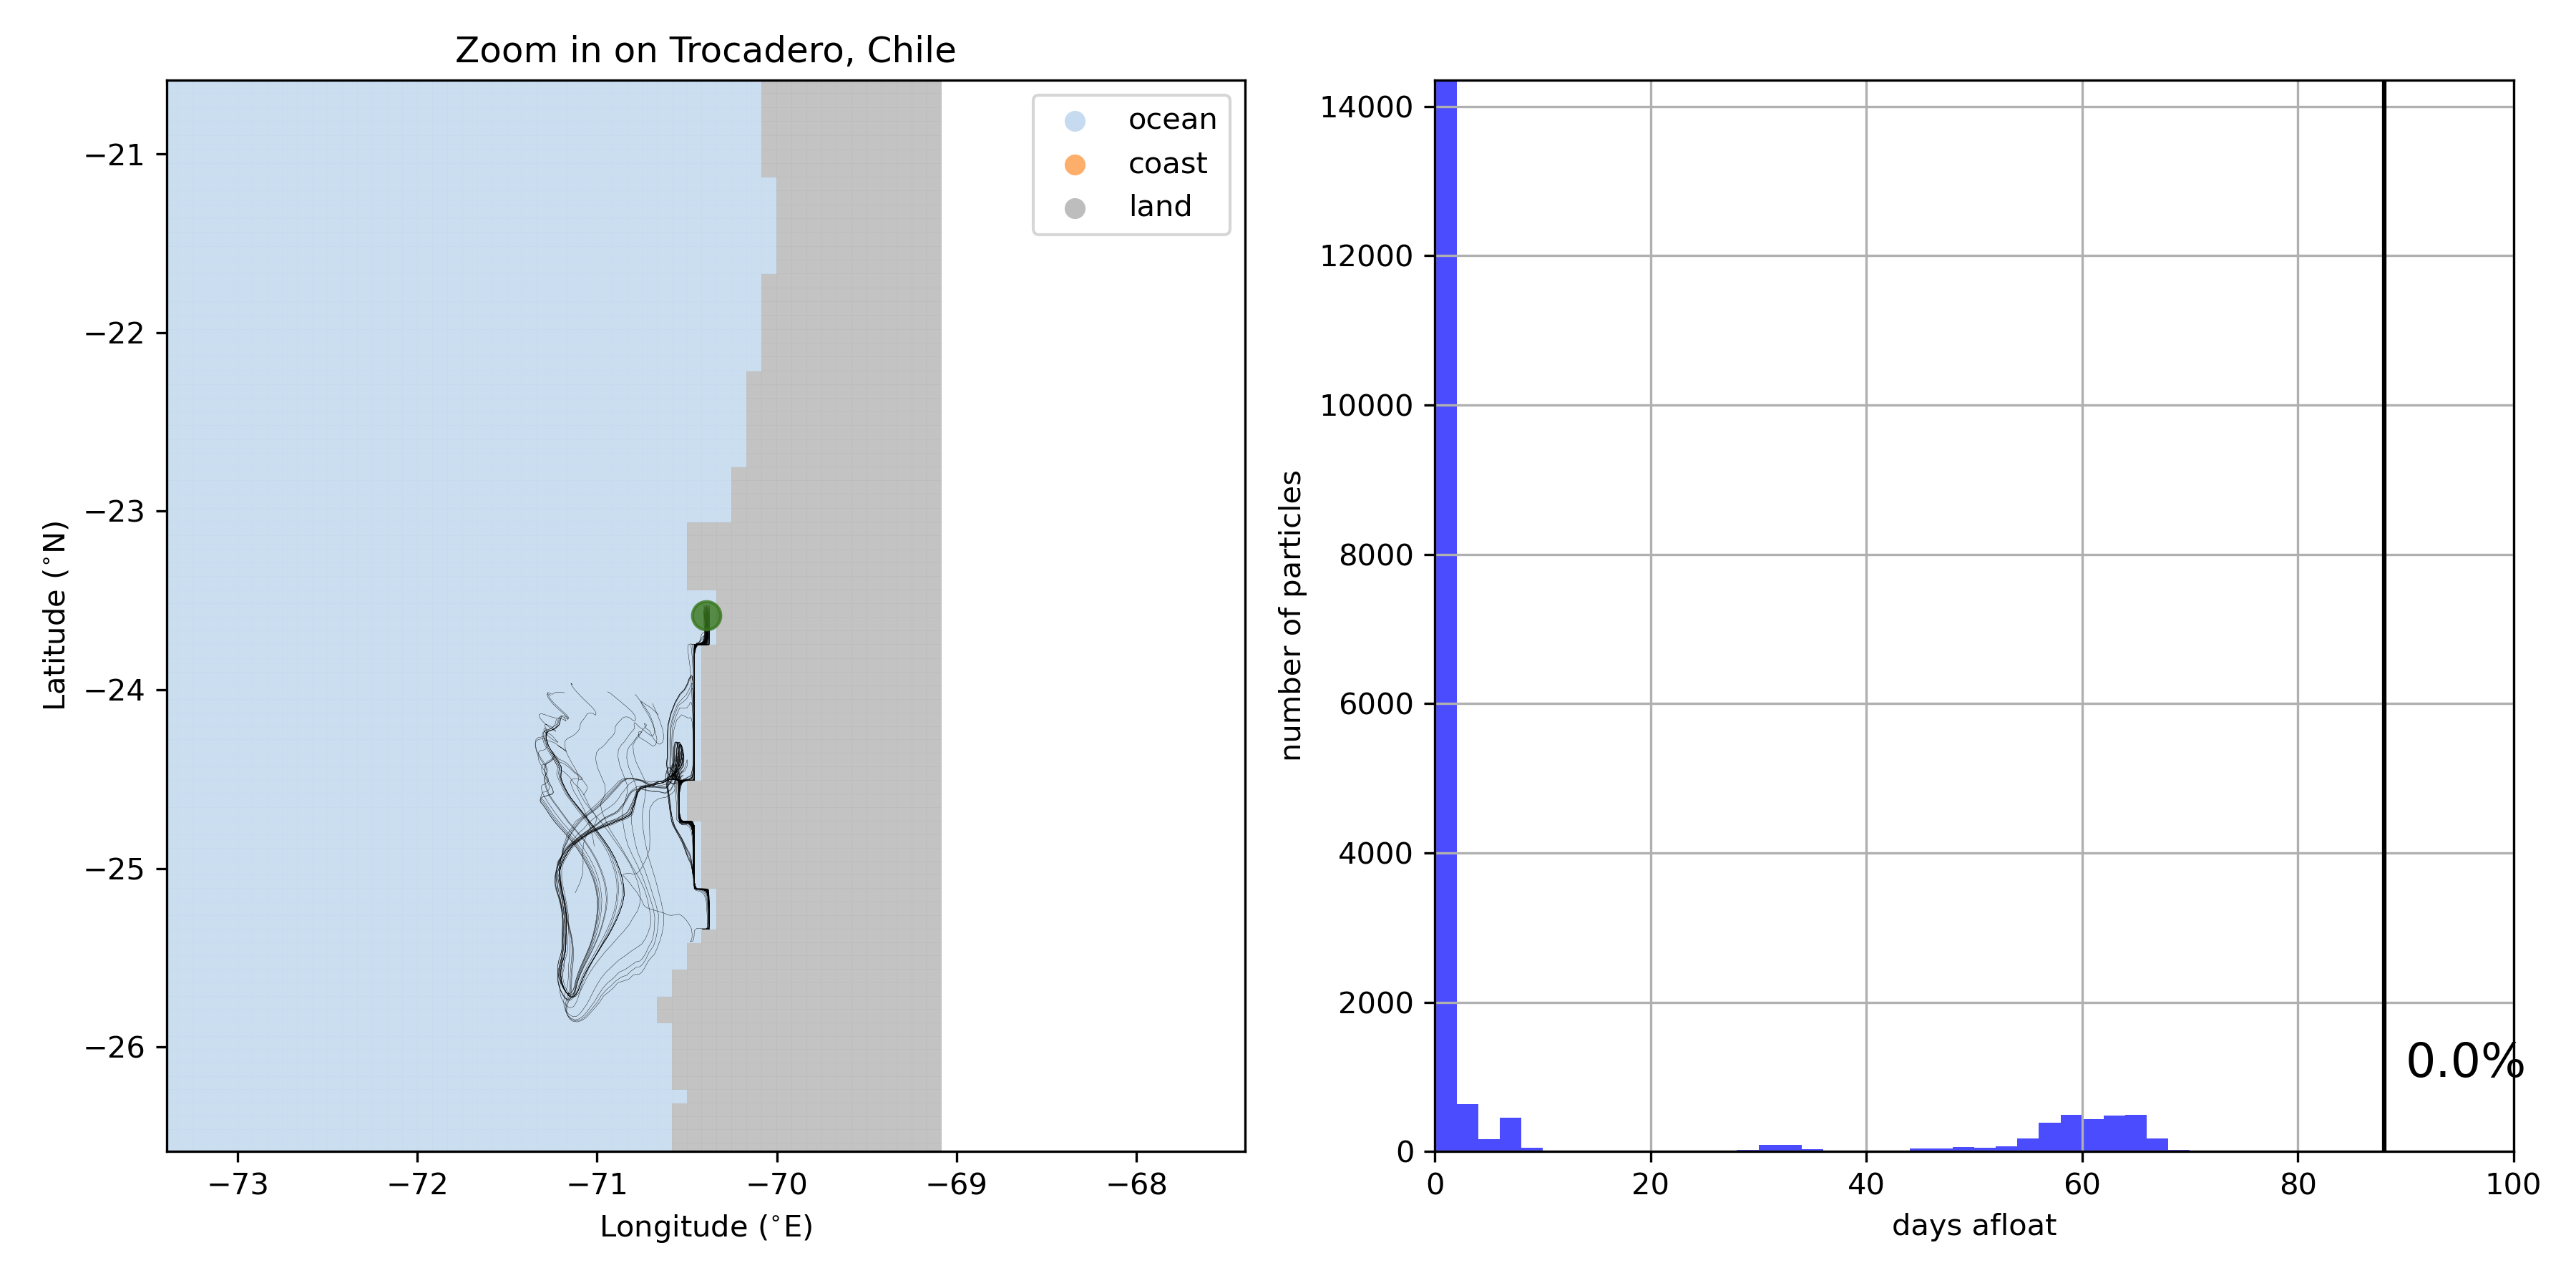 Zoom in on Trocadero, Chile
ocean
coast
land
−21
−22
−23
−24
−25
−26
Latitude (°N)
−73 −72 −71 −70 −69 −68
Longitude (°E)
14000
12000
10000
8000
6000
4000
2000
0
number of particles
0.0%
0 20 40 60 80 100
days afloat